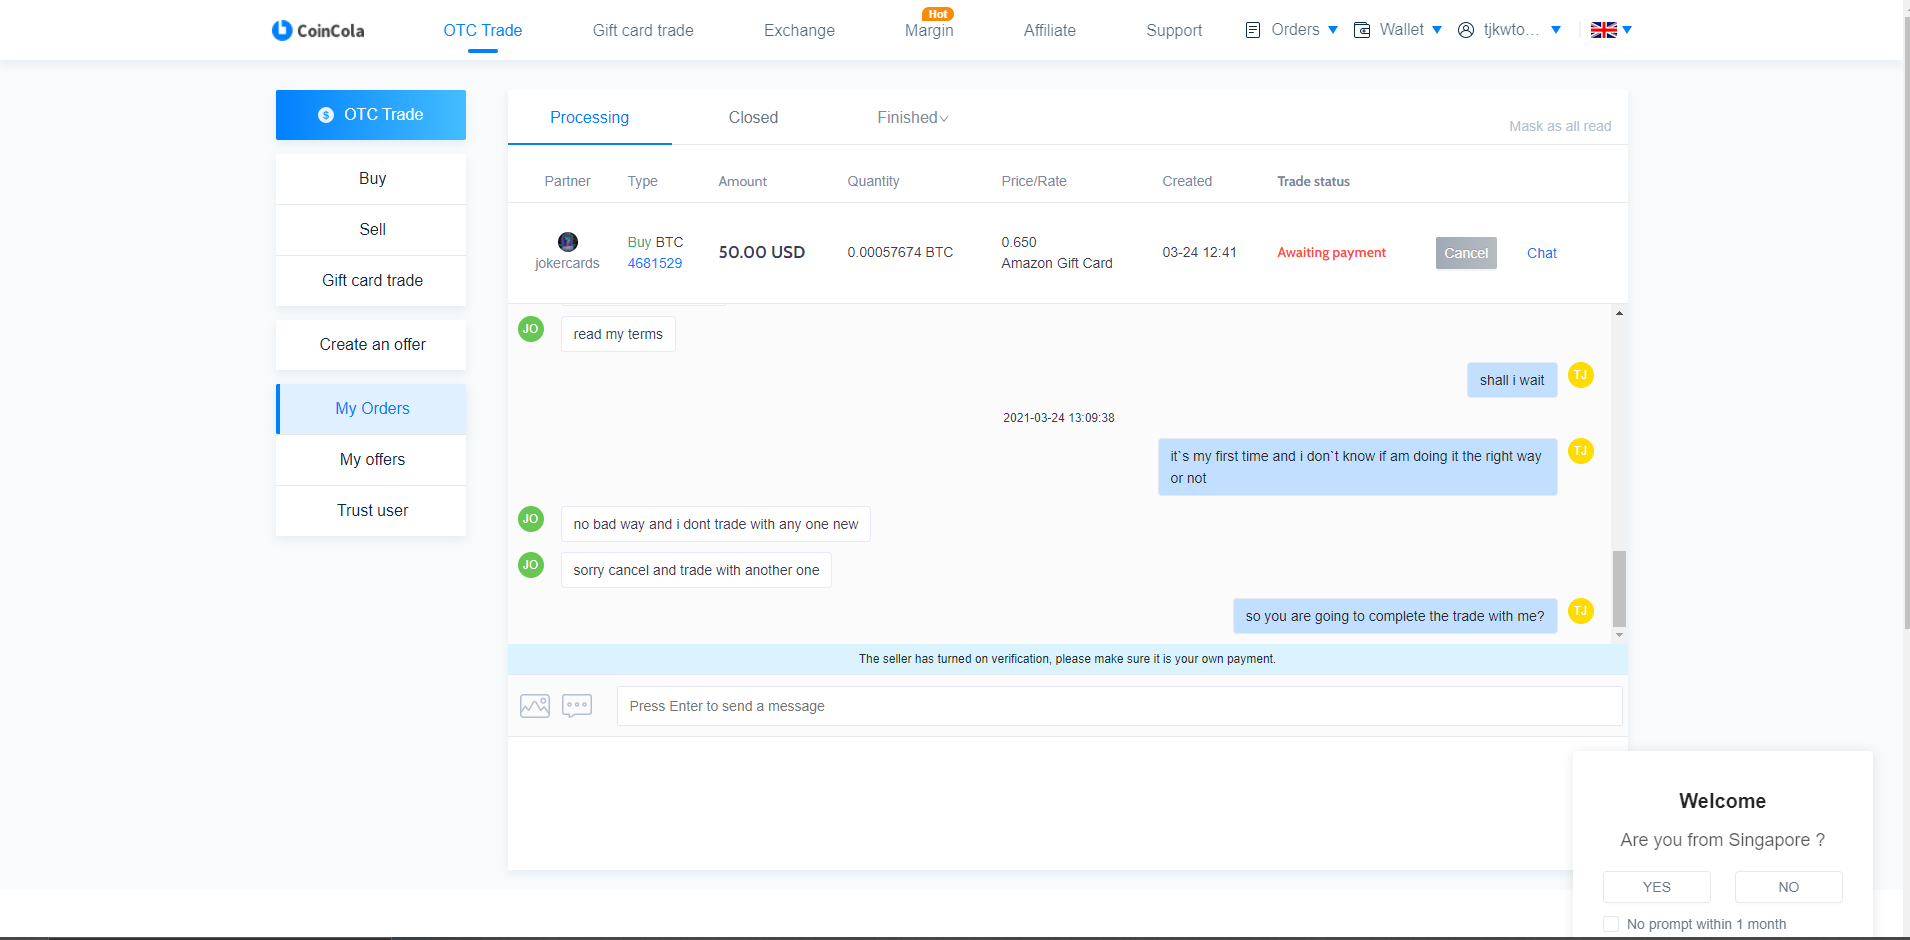 CoinCola
OTC Trade
Gift card trade
Exchange
Hot
Margin
Affiliate
Support
Orders
Wallet
tjkwto...
OTC Trade
Buy
Sell
Gift card trade
Create an offer
My Orders
My offers
Trust user
Processing
Closed
Finished
Mask as all read
Partner Type Amount Quantity Price/Rate Created Trade status
jokercards
Buy BTC
4681529
50.00 USD
0.00057674 BTC
0.650
Amazon Gift Card
03-24 12:41
Awaiting payment
Cancel
Chat
JO
read my terms
shall i wait
TJ
2021-03-24 13:09:38
it`s my first time and i don`t know if am doing it the right way
or not
TJ
JO
no bad way and i dont trade with any one new
JO
sorry cancel and trade with another one
so you are going to complete the trade with me?
TJ
The seller has turned on verification, please make sure it is your own payment.
Press Enter to send a message
Welcome
Are you from Singapore ?
YES
NO
No prompt within 1 month